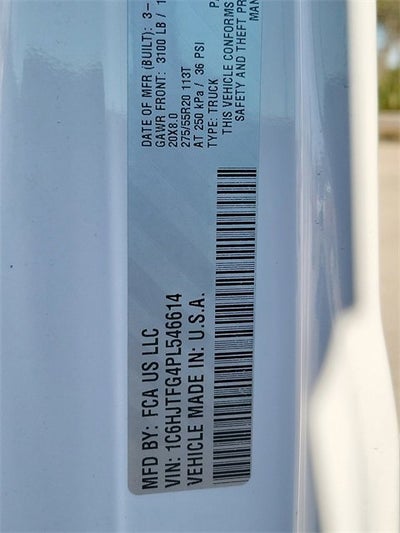 MFD BY: FCA US LLC
VIN: 1C6HJTFG4PL546614
VEHICLE MADE IN: U.S.A.
DATE OF MFR (BUILT): 3-
GAWR FRONT: 3100 LB / 1
20X8.0
275/55R20 113T
AT 250 kPa / 36 PSI
TYPE: TRUCK
THIS VEHICLE CONFORMS
SAFETY AND THEFT PR
MAN